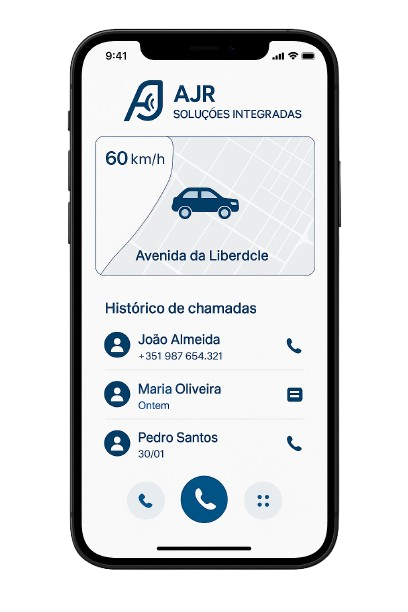 9:41
AJR
SOLUÇÕES INTEGRADAS
60 km/h
Avenida da Liberdcle
Histórico de chamadas
João Almeida
+351 987 654.321
Maria Oliveira
Ontem
Pedro Santos
30/01